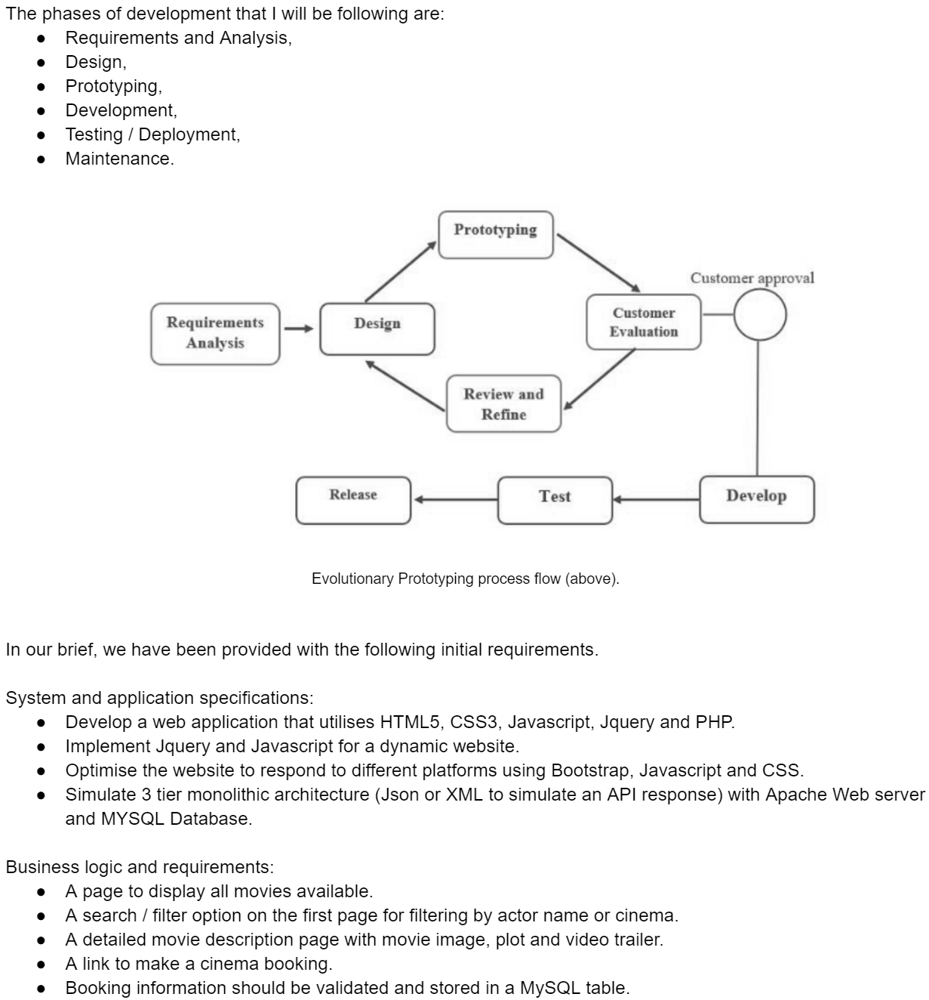 The phases of development that I will be following are:
● Requirements and Analysis,
● Design,
● Prototyping,
● Development,
● Testing / Deployment,
● Maintenance.
Prototyping
Customer approval
Customer
Evaluation
Requirements
Analysis
Design
Review and
Refine
Release
Test
Develop
Evolutionary Prototyping process flow (above).
In our brief, we have been provided with the following initial requirements.
System and application specifications:
● Develop a web application that utilises HTML5, CSS3, Javascript, Jquery and PHP.
● Implement Jquery and Javascript for a dynamic website.
● Optimise the website to respond to different platforms using Bootstrap, Javascript and CSS.
● Simulate 3 tier monolithic architecture (Json or XML to simulate an API response) with Apache Web server
and MYSQL Database.
Business logic and requirements:
● A page to display all movies available.
● A search / filter option on the first page for filtering by actor name or cinema.
● A detailed movie description page with movie image, plot and video trailer.
● A link to make a cinema booking.
● Booking information should be validated and stored in a MySQL table.